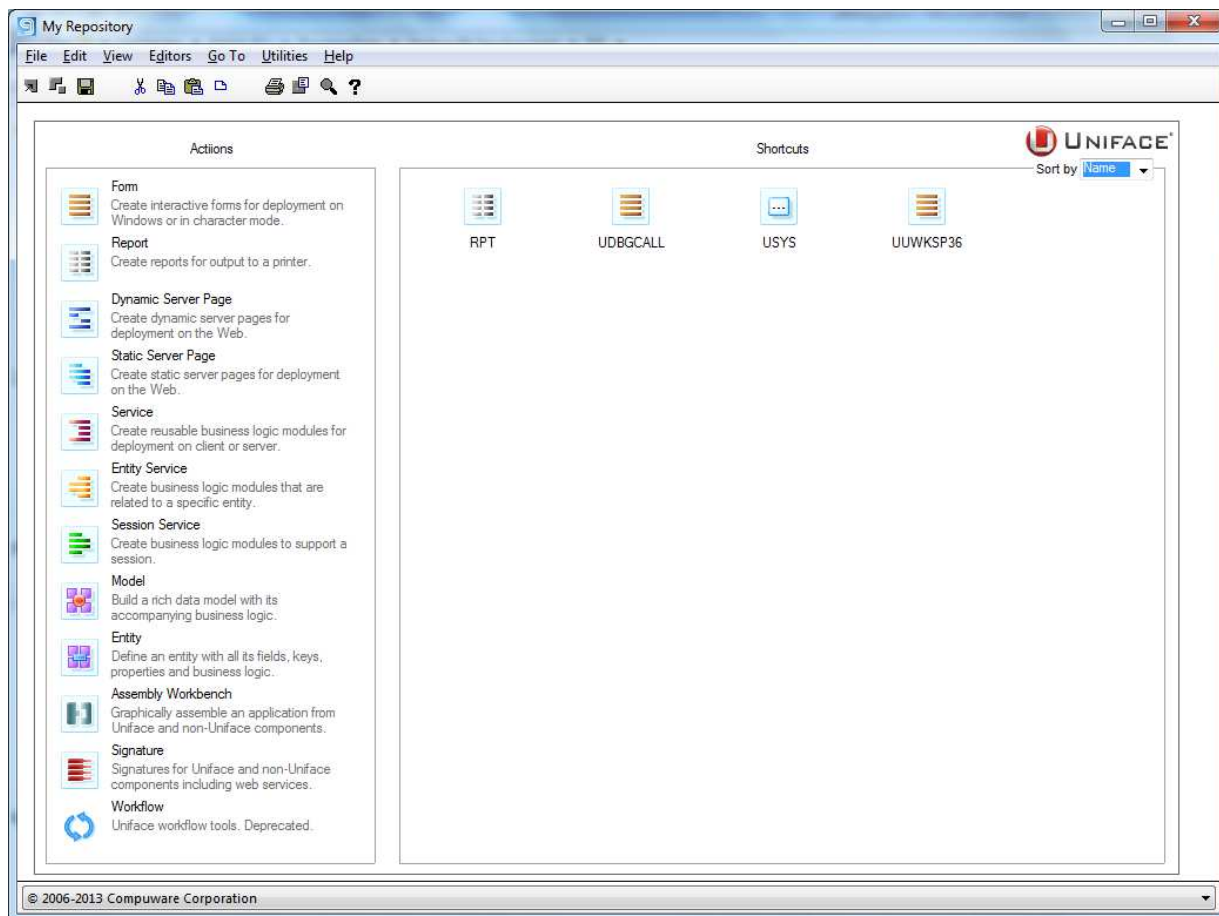 My Repository
File Edit View Editors Go To Utilities Help
Actiions
Shortcuts
UNIFACE®
Sort by Name
Form
Create interactive forms for deployment on
Windows or in character mode.
Report
Create reports for output to a printer.
Dynamic Server Page
Create dynamic server pages for
deployment on the Web.
Static Server Page
Create static server pages for deployment
on the Web.
Service
Create reusable business logic modules for
deployment on client or server.
Entity Service
Create business logic modules that are
related to a specific entity.
Session Service
Create business logic modules to support a
session.
Model
Build a rich data model with its
accompanying business logic.
Entity
Define an entity with all its fields, keys,
properties and business logic.
Assembly Workbench
Graphically assemble an application from
Uniface and non-Uniface components.
Signature
Signatures for Uniface and non-Uniface
components including web services.
Workflow
Uniface workflow tools. Deprecated.
RPT UDBGCALL USYS UUWKSP36
© 2006-2013 Compuware Corporation